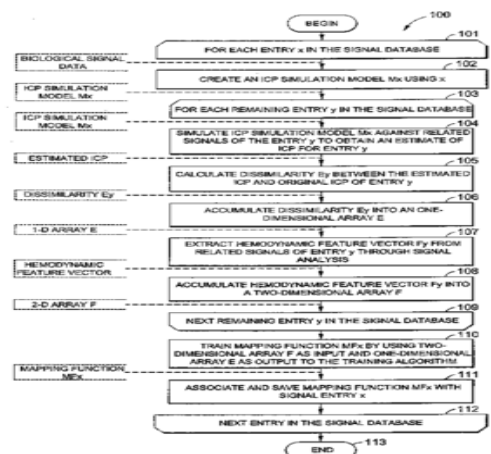 BEGIN
100
101
FOR EACH ENTRY x IN THE SIGNAL DATABASE
BIOLOGICAL SIGNAL
DATA
102
CREATE AN ICP SIMULATION MODEL Mx USING x
ICP SIMULATION
MODEL Mx
103
FOR EACH REMAINING ENTRY y IN THE SIGNAL DATABASE
ICP SIMULATION
MODEL Mx
104
SIMULATE ICP SIMULATION MODEL Mx AGAINST RELATED
SIGNALS OF THE ENTRY y TO OBTAIN AN ESTIMATE OF
ICP FOR ENTRY y
ESTIMATED ICP
105
CALCULATE DISSIMILARITY Ey BETWEEN THE ESTIMATED
ICP AND ORIGINAL ICP OF ENTRY y
DISSIMILARITY Ey
106
ACCUMULATE DISSIMILARITY Ey INTO AN ONE-
DIMENSIONAL ARRAY E
1-D ARRAY E
107
EXTRACT HEMODYNAMIC FEATURE VECTOR Fy FROM
RELATED SIGNALS OF ENTRY y THROUGH SIGNAL
ANALYSIS
HEMODYNAMIC
FEATURE VECTOR
108
ACCUMULATE HEMODYNAMIC FEATURE VECTOR Fy INTO
A TWO-DIMENSIONAL ARRAY F
2-D ARRAY F
109
NEXT REMAINING ENTRY y IN THE SIGNAL DATABASE
110
TRAIN MAPPING FUNCTION MFx BY USING TWO-
DIMENSIONAL ARRAY F AS INPUT AND ONE-DIMENSIONAL
ARRAY E AS OUTPUT TO THE TRAINING ALGORITHM
MAPPING FUNCTION
MFx
111
ASSOCIATE AND SAVE MAPPING FUNCTION MFx WITH
SIGNAL ENTRY x
112
NEXT ENTRY IN THE SIGNAL DATABASE
END
113